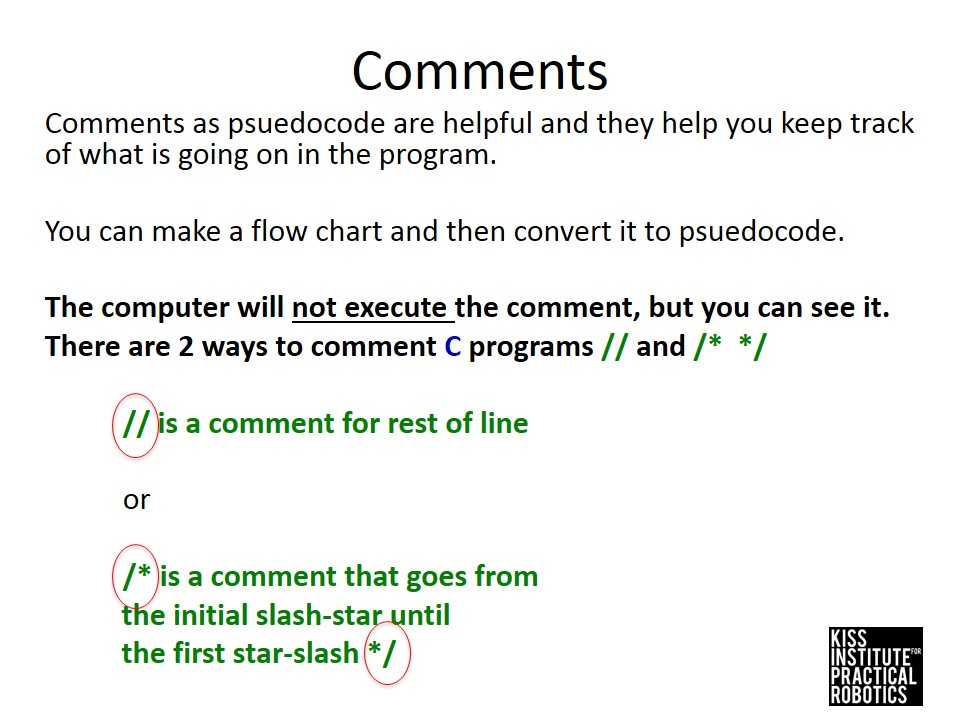 Comments
Comments as psuedocode are helpful and they help you keep track
of what is going on in the program.
You can make a flow chart and then convert it to psuedocode.
The computer will not execute the comment, but you can see it.
There are 2 ways to comment C programs // and /*  */
// is a comment for rest of line
or
/* is a comment that goes from
the initial slash-star until
the first star-slash */
KISS
INSTITUTE FOR
PRACTICAL
ROBOTICS